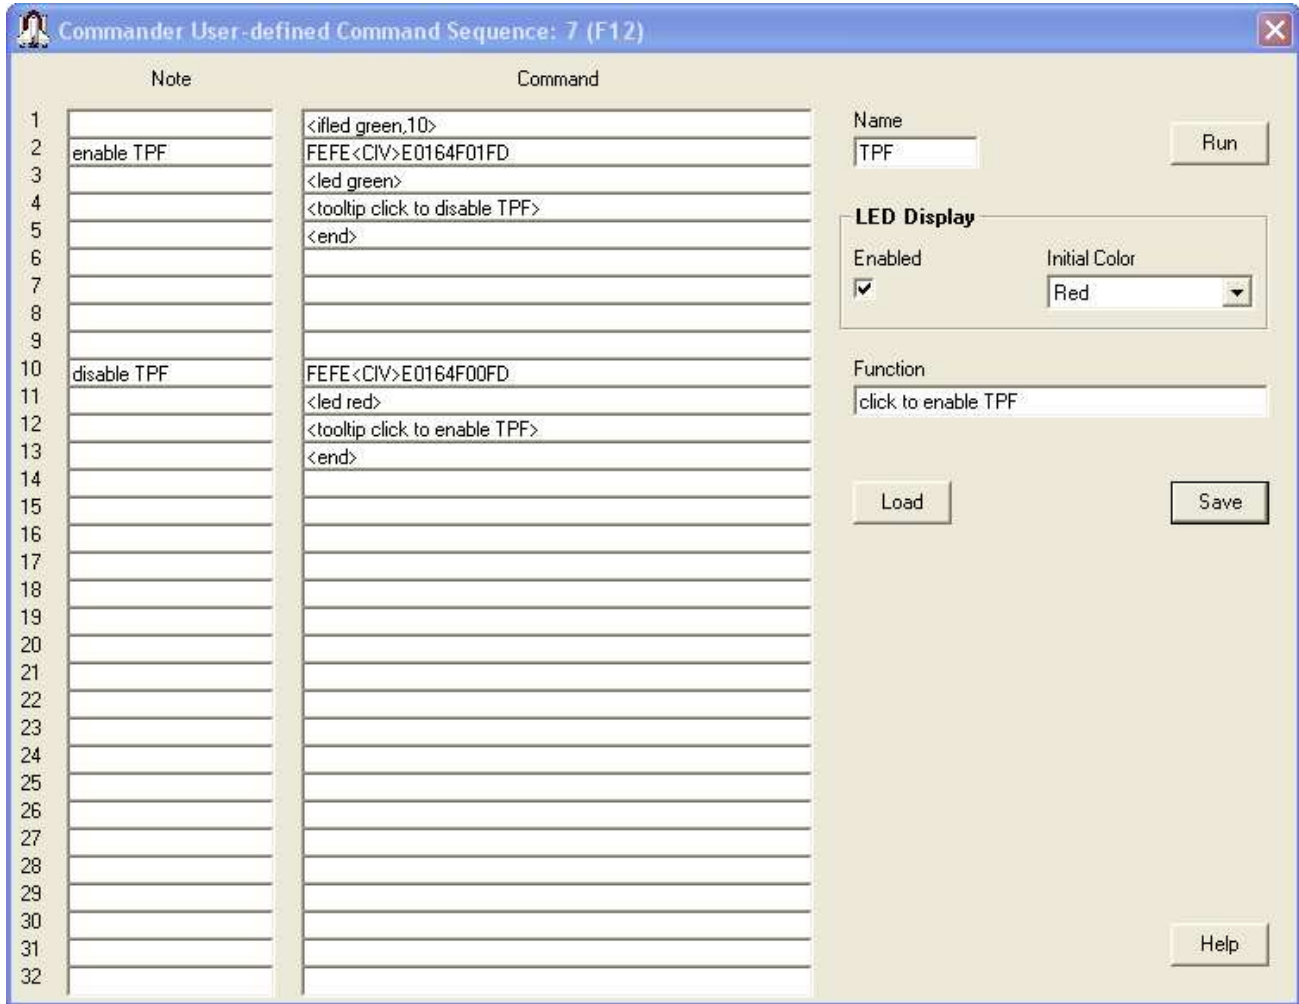 Commander User-defined Command Sequence: 7 (F12)
Note Command
1 <ifled green,10>
2 enable TPF FEFE<CIV>E0164F01FD
3 <led green>
4 <tooltip click to disable TPF>
5 <end>
6
7
8
9
10 disable TPF FEFE<CIV>E0164F00FD
11 <led red>
12 <tooltip click to enable TPF>
13 <end>
14
15
16
17
18
19
20
21
22
23
24
25
26
27
28
29
30
31
32
Name
TPF
Run
LED Display
Enabled Initial Color
Red
Function
click to enable TPF
Load Save
Help